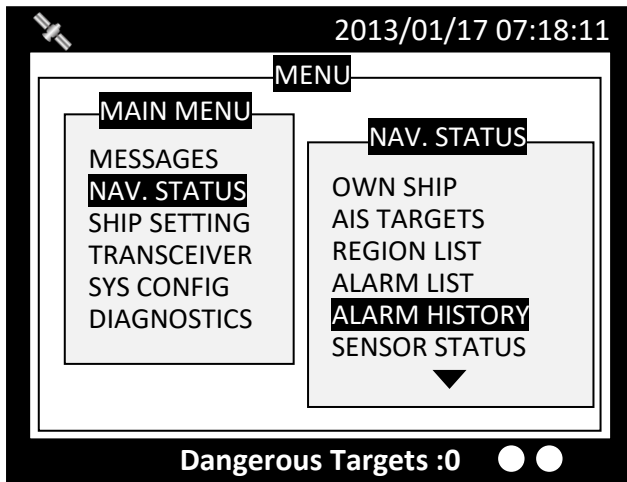 2013/01/17 07:18:11
MENU
MAIN MENU
MESSAGES
NAV. STATUS
SHIP SETTING
TRANSCEIVER
SYS CONFIG
DIAGNOSTICS
NAV. STATUS
OWN SHIP
AIS TARGETS
REGION LIST
ALARM LIST
ALARM HISTORY
SENSOR STATUS
Dangerous Targets :0